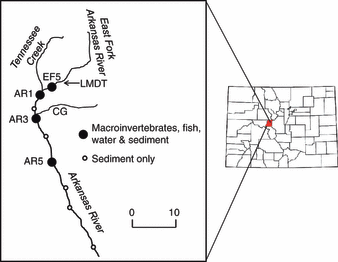 Tennessee
Creek
East Fork
Arkansas River
EF5
LMDT
AR1
CG
AR3
Macroinvertebrates, fish,
water & sediment
AR5
Sediment only
Arkansas River
0 10